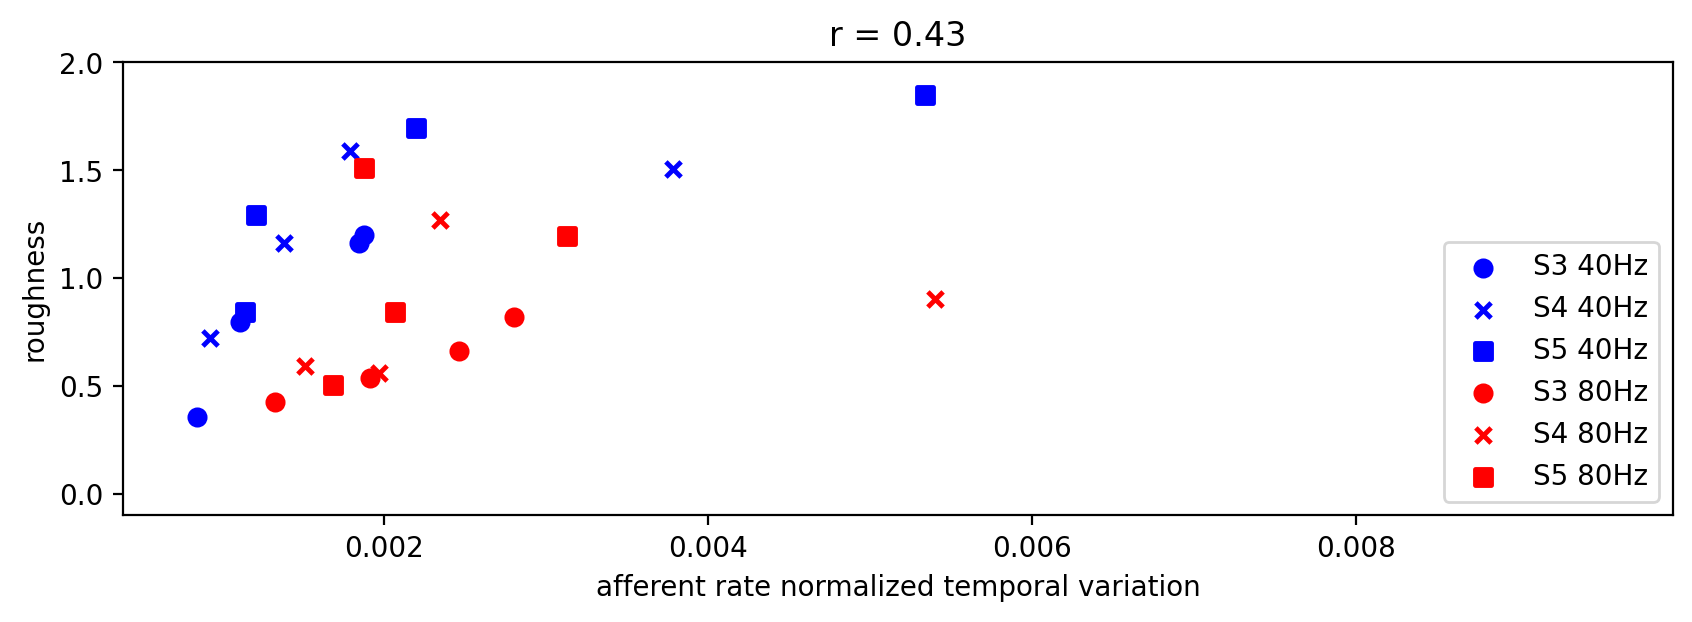 r = 0.43
2.0
1.5
1.0
0.5
0.0
roughness
S3 40Hz
S4 40Hz
S5 40Hz
S3 80Hz
S4 80Hz
S5 80Hz
0.002 0.004 0.006 0.008
afferent rate normalized temporal variation